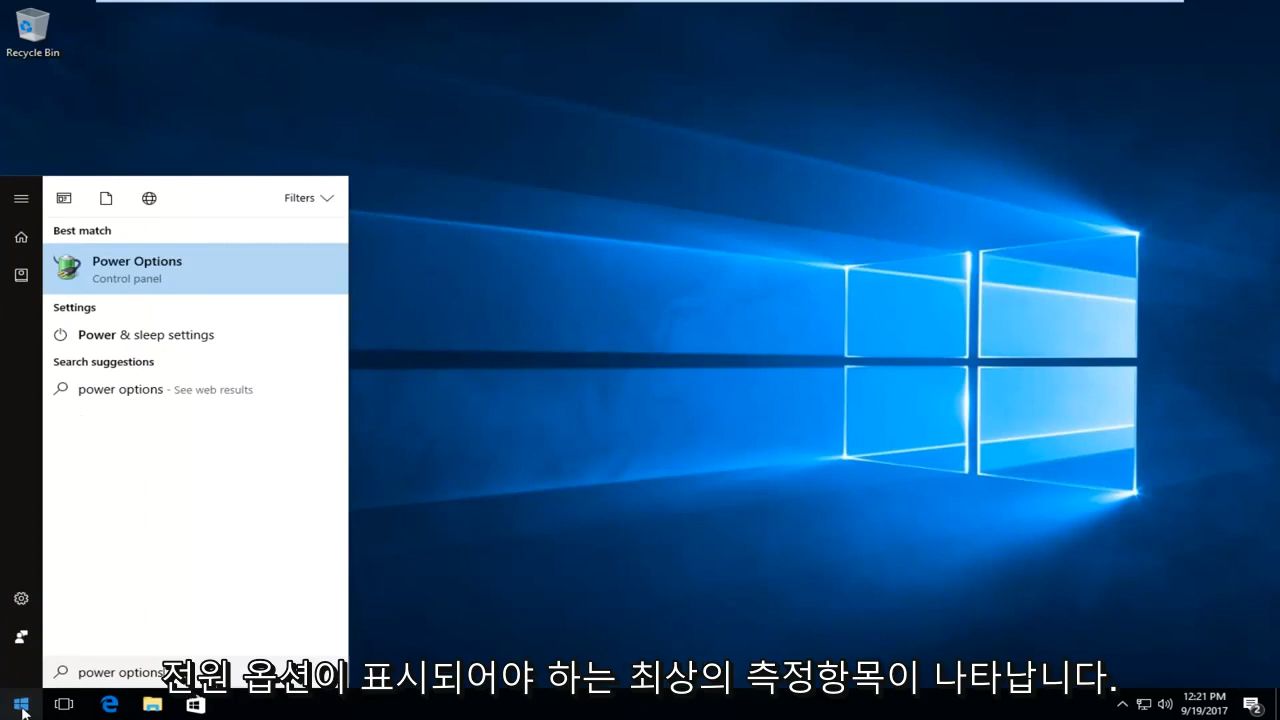 Recycle Bin
Filters
Best match
Power Options
Control panel
Settings
Power & sleep settings
Search suggestions
power options - See web results
power options
전원 옵션이 표시되어야 하는 최상의 측정항목이 나타납니다.
12:21 PM
9/19/2017
2